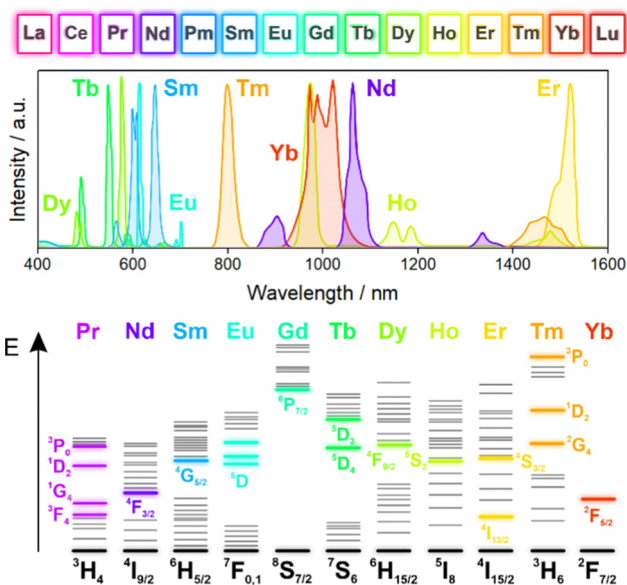 La Ce Pr Nd Pm Sm Eu Gd Tb Dy Ho Er Tm Yb Lu
Intensity / a.u.
Tb Sm Tm Nd Er
Yb
Dy Eu Ho
400 600 800 1000 1200 1400 1600
Wavelength / nm
E Pr Nd Sm Eu Gd Tb Dy Ho Er Tm Yb
³P₀
⁶P₇/₂
¹D₂
³P₀ ⁵D₃
¹D₂ ⁴G₅/₂ ⁵D ⁵D₄ ⁴F₉/₂ ⁵S₂ ⁴S₃/₂ ²G₄
¹G₄ ⁴F₃/₂ ²F₅/₂
³F₄ ⁴I₁₃/₂
³H₄ ⁴I₉/₂ ⁶H₅/₂ ⁷F₀,₁ ⁸S₇/₂ ⁷S₆ ⁶H₁₅/₂ ⁵I₈ ⁴I₁₅/₂ ³H₆ ²F₇/₂